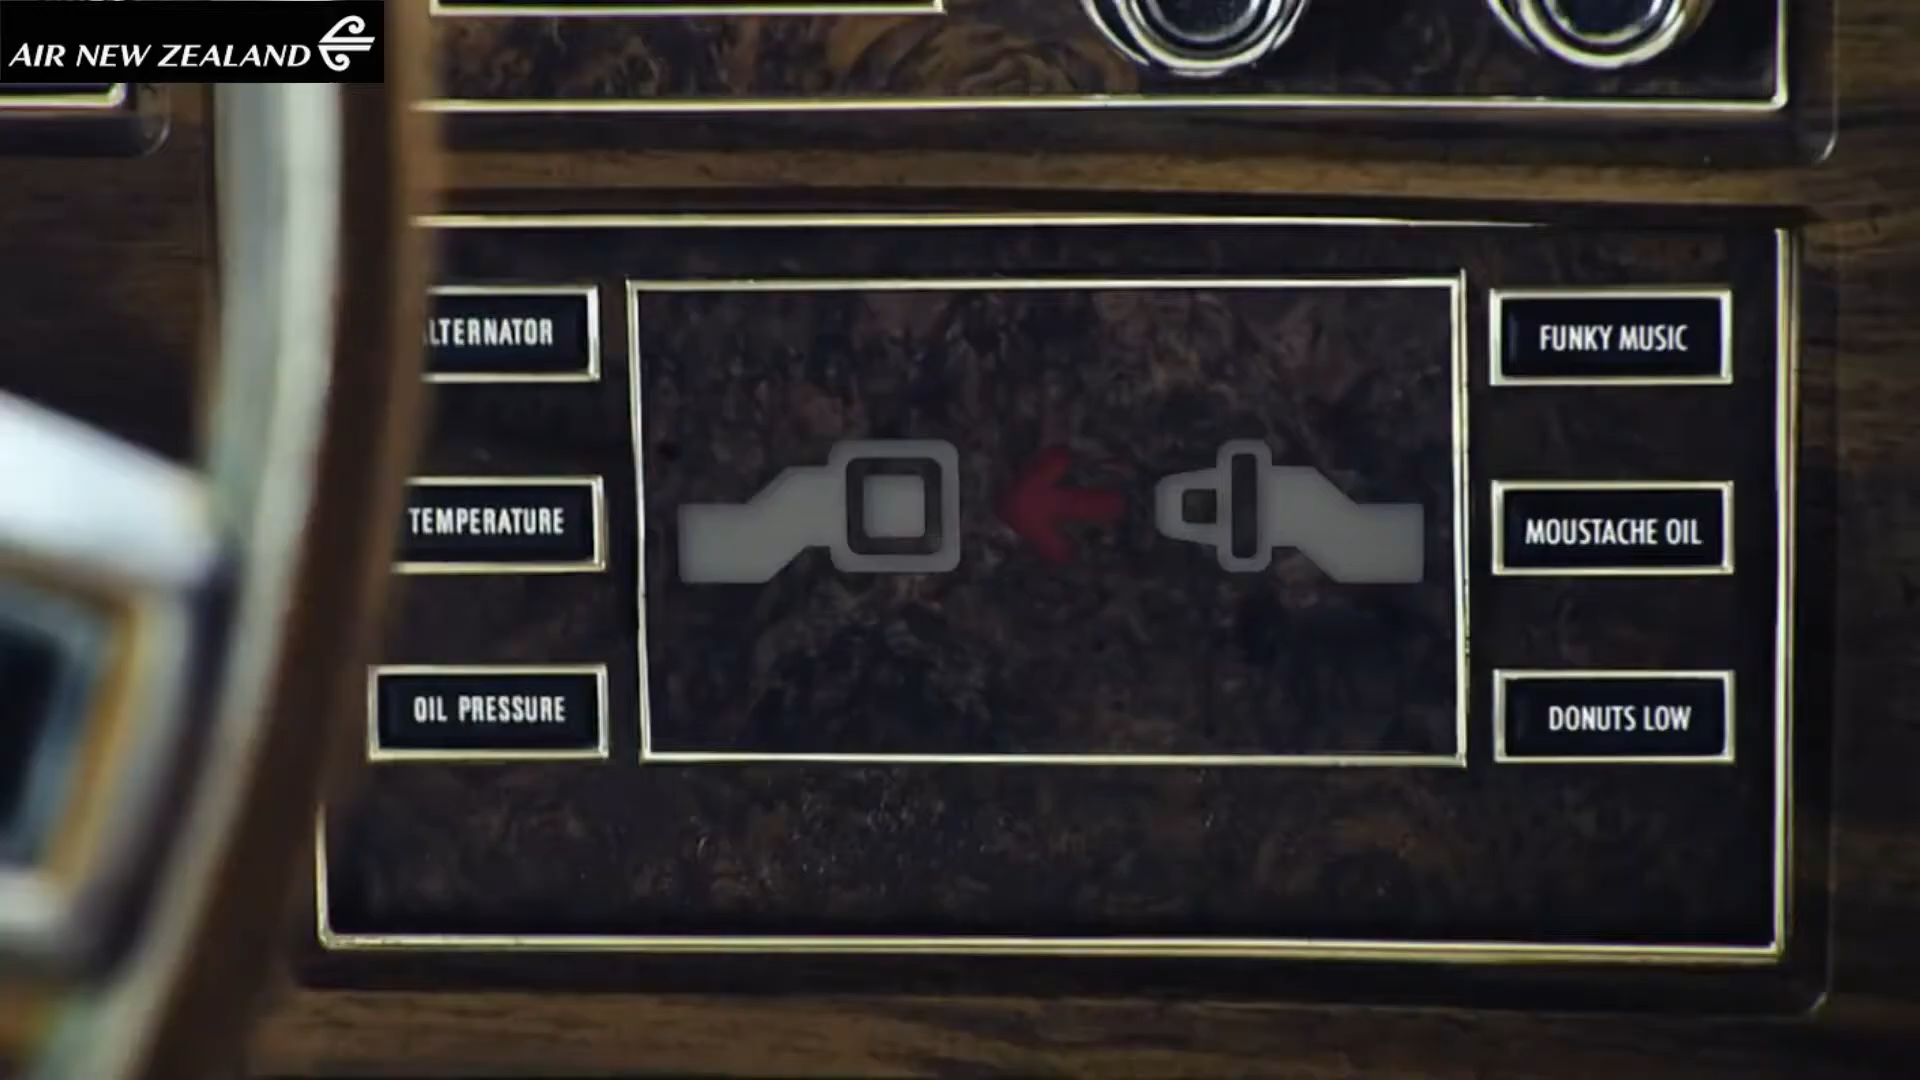 AIR NEW ZEALAND
LTERNATOR
FUNKY MUSIC
TEMPERATURE
MOUSTACHE OIL
OIL PRESSURE
DONUTS LOW